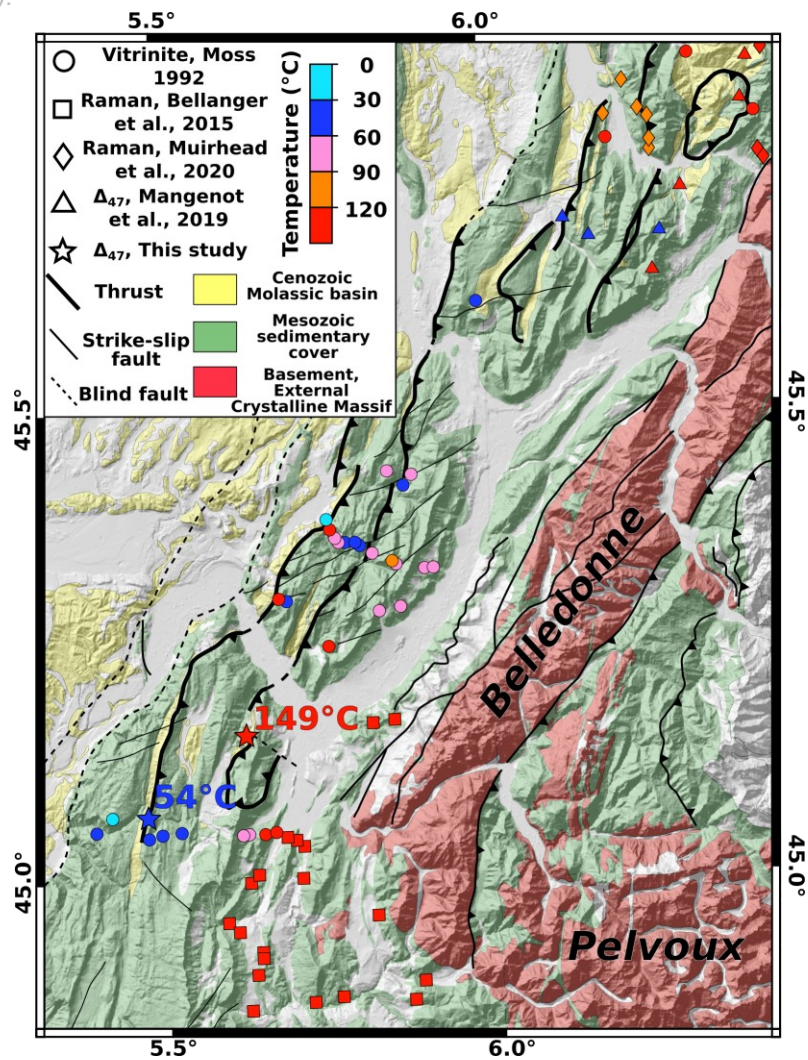 5.5°
6.0°
Vitrinite, Moss
1992
Raman, Bellanger
et al., 2015
Raman, Muirhead
et al., 2020
Δ47, Mangenot
et al., 2019
Δ47, This study
Thrust
Strike-slip
fault
Blind fault
Temperature (°C)
0
30
60
90
120
Cenozoic
Molassic basin
Mesozoic
sedimentary
cover
Basement,
External
Crystalline Massif
45.5°
45.5°
Belledonne
149°C
54°C
45.0°
45.0°
Pelvoux
5.5°
6.0°